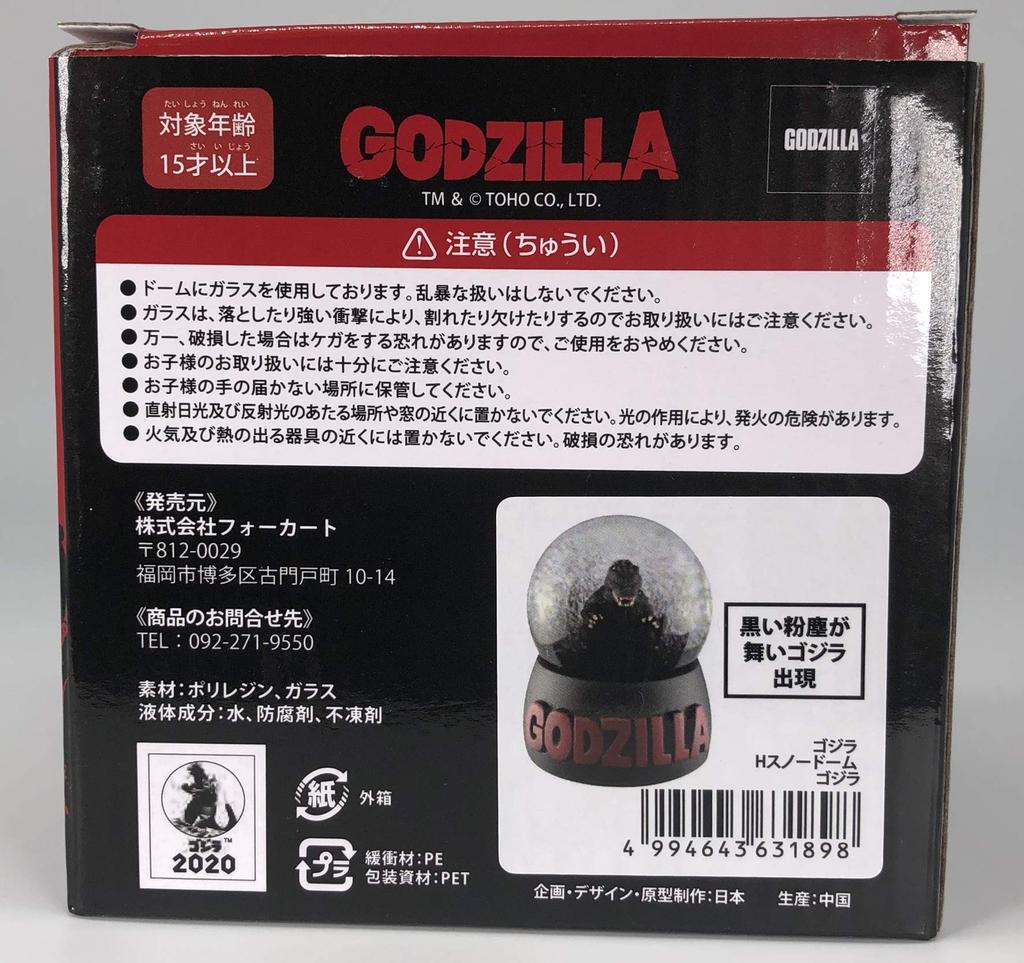 たいしょうねんれい
対象年齢
さいいじょう
15才以上
GODZILLA
TM & © TOHO CO., LTD.
GODZILLA
注意(ちゅうい)
●ドームにガラスを使用しております。乱暴な扱いはしないでください。
●ガラスは、落としたり強い衝撃により、割れたり欠けたりするのでお取り扱いにはご注意ください。
●万一、破損した場合はケガをする恐れがありますので、ご使用をおやめください。
●お子様のお取り扱いには十分にご注意ください。
●お子様の手の届かない場所に保管してください。
●直射日光及び反射光のあたる場所や窓の近くに置かないでください。光の作用により、発火の危険があります。
●火気及び熱の出る器具の近くには置かないでください。破損の恐れがあります。
《発売元》
株式会社フォーカート
〒812-0029
福岡市博多区古門戸町 10-14
《商品のお問合せ先》
TEL:092-271-9550
素材:ポリレジン、ガラス
液体成分:水、防腐剤、不凍剤
ゴジラ™
2020
紙 外箱
プラ 緩衝材:PE
包装資材:PET
GODZILLA
黒い粉塵が
舞いゴジラ
出現
ゴジラ
Hスノードーム
ゴジラ
4 994643 631898
企画・デザイン・原型制作:日本 生産:中国